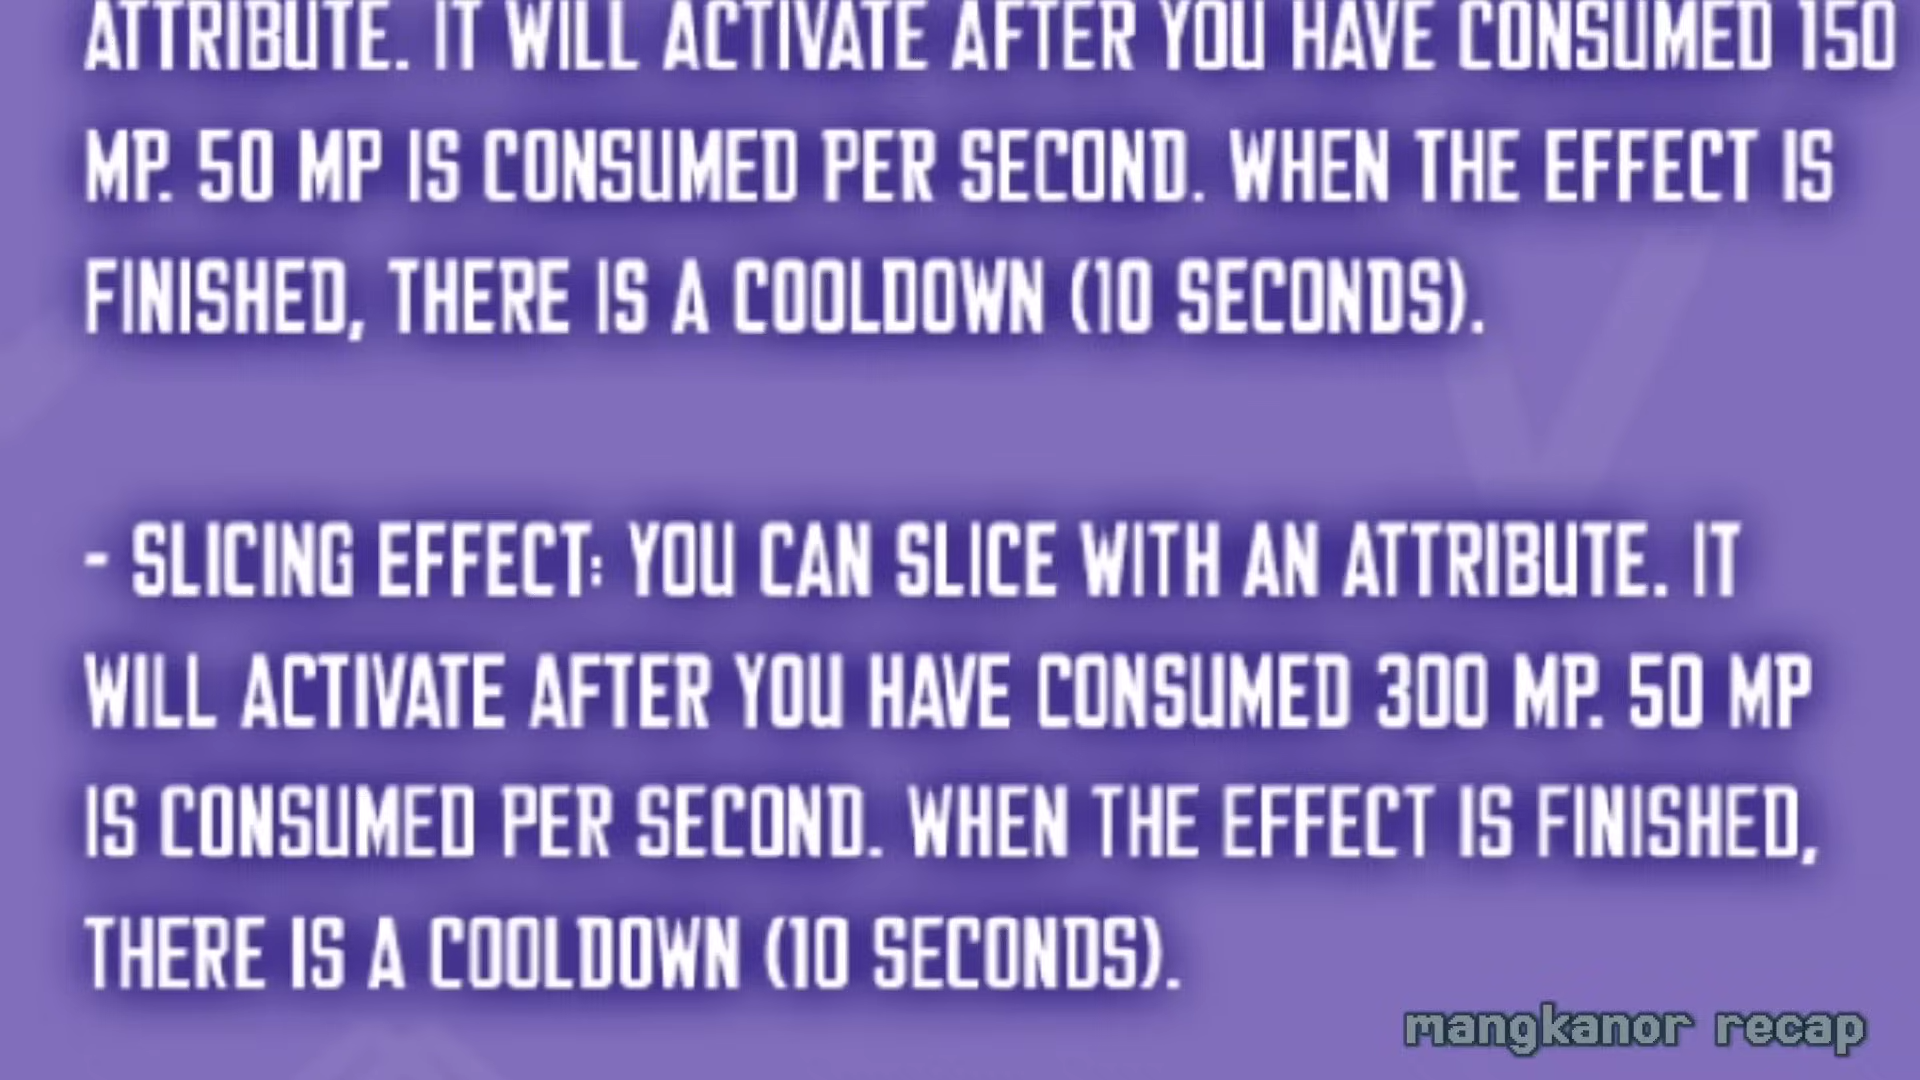 ATTRIBUTE. IT WILL ACTIVATE AFTER YOU HAVE CONSUMED 150
MP. 50 MP IS CONSUMED PER SECOND. WHEN THE EFFECT IS
FINISHED, THERE IS A COOLDOWN (10 SECONDS).
- SLICING EFFECT: YOU CAN SLICE WITH AN ATTRIBUTE. IT
WILL ACTIVATE AFTER YOU HAVE CONSUMED 300 MP. 50 MP
IS CONSUMED PER SECOND. WHEN THE EFFECT IS FINISHED,
THERE IS A COOLDOWN (10 SECONDS).
mangkanor recap